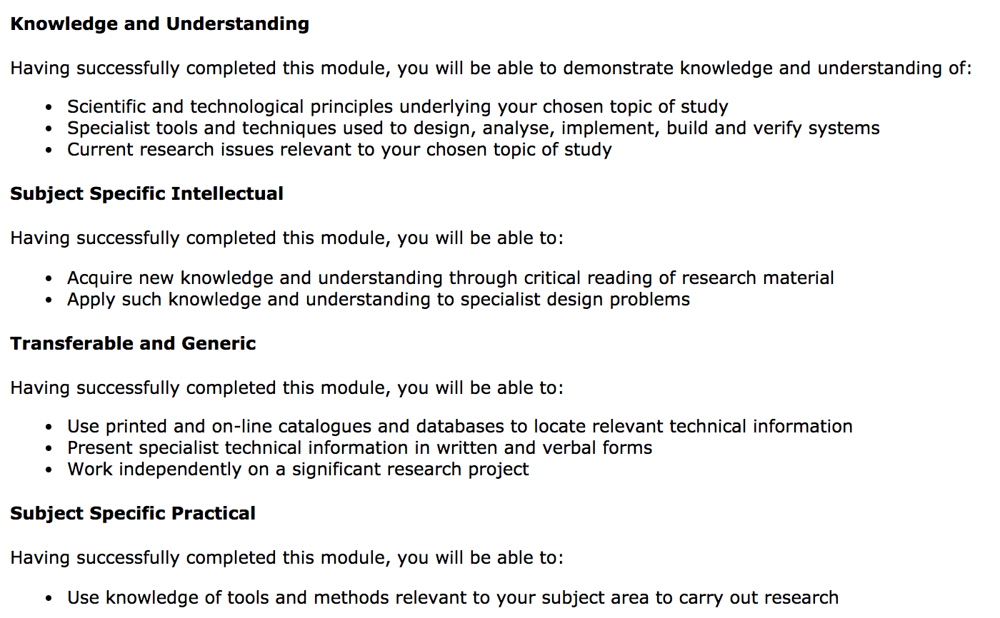 Knowledge and Understanding
Having successfully completed this module, you will be able to demonstrate knowledge and understanding of:
• Scientific and technological principles underlying your chosen topic of study
• Specialist tools and techniques used to design, analyse, implement, build and verify systems
• Current research issues relevant to your chosen topic of study
Subject Specific Intellectual
Having successfully completed this module, you will be able to:
• Acquire new knowledge and understanding through critical reading of research material
• Apply such knowledge and understanding to specialist design problems
Transferable and Generic
Having successfully completed this module, you will be able to:
• Use printed and on-line catalogues and databases to locate relevant technical information
• Present specialist technical information in written and verbal forms
• Work independently on a significant research project
Subject Specific Practical
Having successfully completed this module, you will be able to:
• Use knowledge of tools and methods relevant to your subject area to carry out research